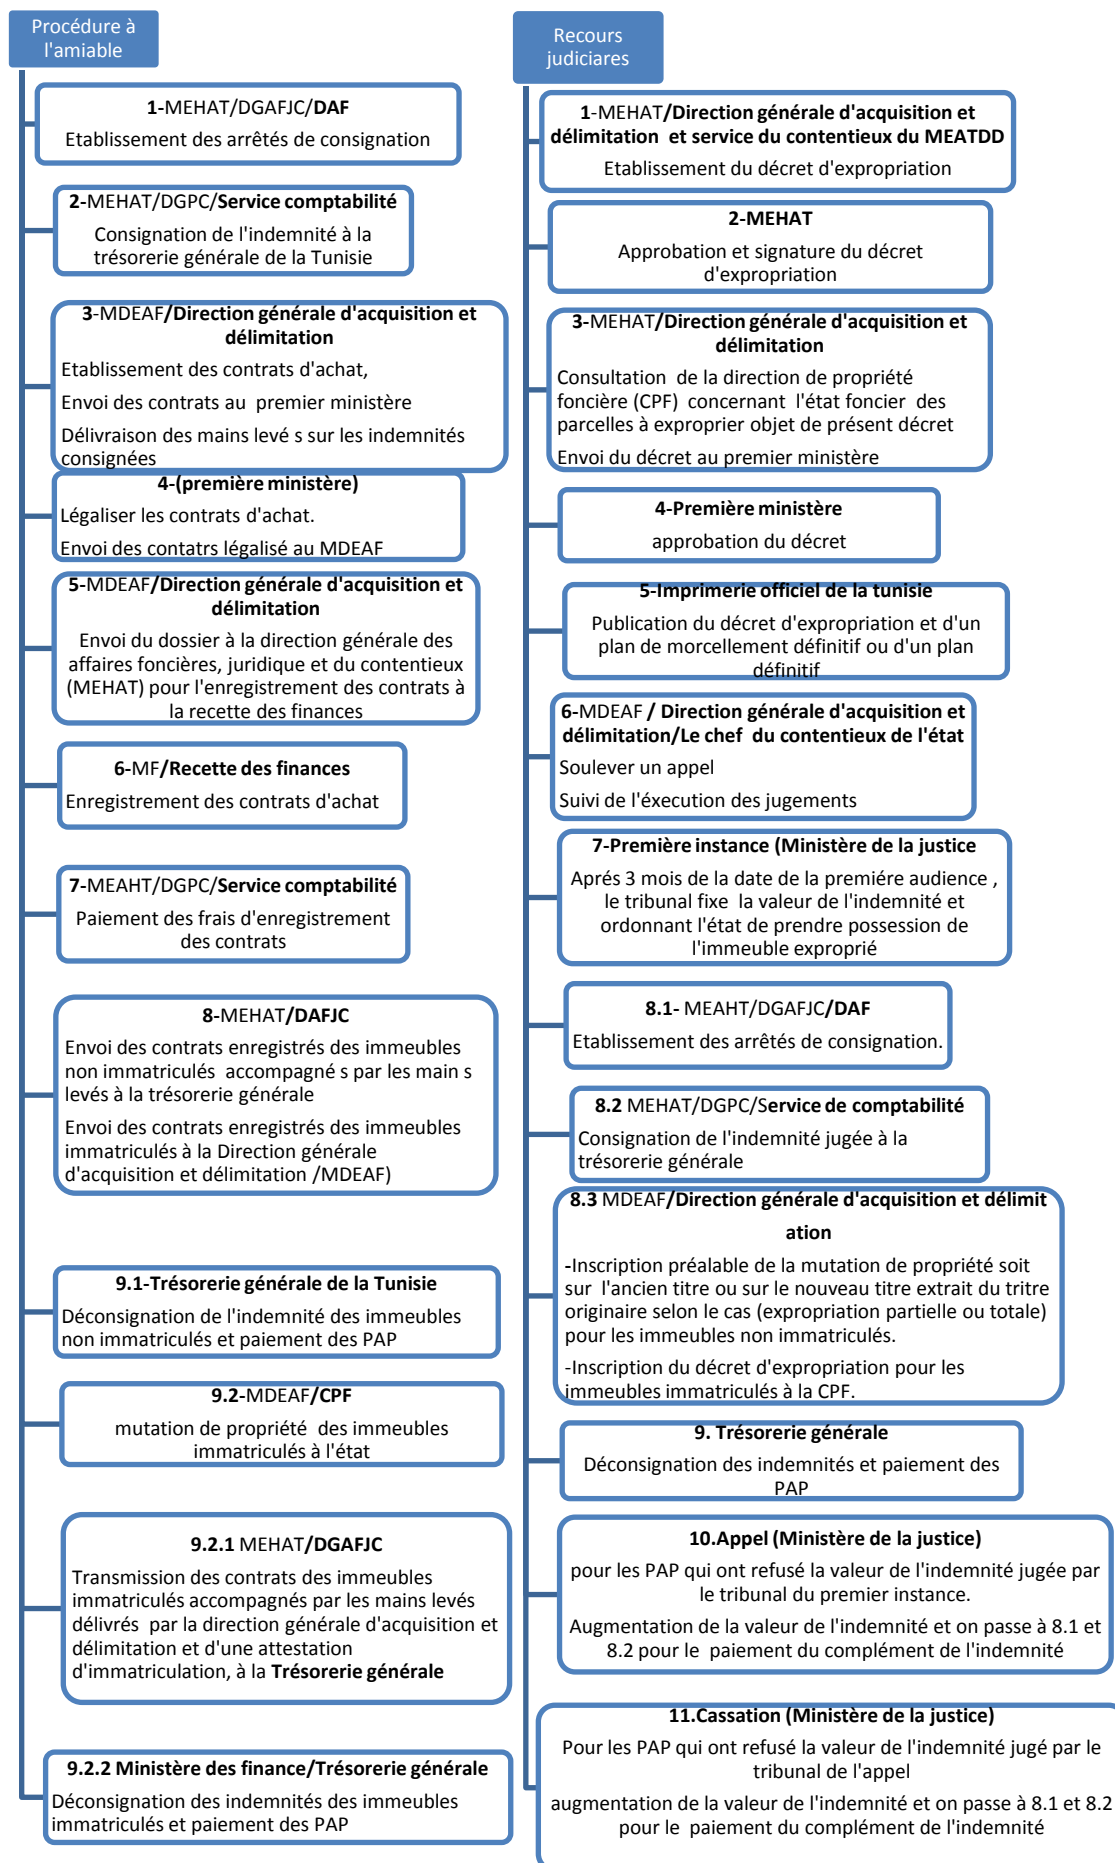 Procédure à
l'amiable
1-MEHAT/DGAFJC/DAF
Etablissement des arrêtés de consignation
2-MEHAT/DGPC/Service comptabilité
Consignation de l'indemnité à la
trésorerie générale de la Tunisie
3-MDEAF/Direction générale d'acquisition et
délimitation
Etablissement des contrats d'achat,
Envoi des contrats au premier ministère
Délivraison des mains levé s sur les indemnités
consignées
4-(première ministère)
Légaliser les contrats d'achat.
Envoi des contatrs légalisé au MDEAF
5-MDEAF/Direction générale d'acquisition et
délimitation
Envoi du dossier à la direction générale des
affaires foncières, juridique et du contentieux
(MEHAT) pour l'enregistrement des contrats à
la recette des finances
6-MF/Recette des finances
Enregistrement des contrats d'achat
7-MEAHT/DGPC/Service comptabilité
Paiement des frais d'enregistrement
des contrats
8-MEHAT/DAFJC
Envoi des contrats enregistrés des immeubles
non immatriculés accompagné s par les main s
levés à la trésorerie générale
Envoi des contrats enregistrés des immeubles
immatriculés à la Direction générale
d'acquisition et délimitation /MDEAF)
9.1-Trésorerie générale de la Tunisie
Déconsignation de l'indemnité des immeubles
non immatriculés et paiement des PAP
9.2-MDEAF/CPF
mutation de propriété des immeubles
immatriculés à l'état
9.2.1 MEHAT/DGAFJC
Transmission des contrats des immeubles
immatriculés accompagnés par les mains levés
délivrés par la direction générale d'acquisition et
délimitation et d'une attestation
d'immatriculation, à la Trésorerie générale
9.2.2 Ministère des finance/Trésorerie générale
Déconsignation des indemnités des immeubles
immatriculés et paiement des PAP
Recours
judiciares
1-MEHAT/Direction générale d'acquisition et
délimitation et service du contentieux du MEATDD
Etablissement du décret d'expropriation
2-MEHAT
Approbation et signature du décret
d'expropriation
3-MEHAT/Direction générale d'acquisition et
délimitation
Consultation de la direction de propriété
foncière (CPF) concernant l'état foncier des
parcelles à exproprier objet de présent décret
Envoi du décret au premier ministère
4-Première ministère
approbation du décret
5-Imprimerie officiel de la tunisie
Publication du décret d'expropriation et d'un
plan de morcellement définitif ou d'un plan
définitif
6-MDEAF / Direction générale d'acquisition et
délimitation/Le chef du contentieux de l'état
Soulever un appel
Suivi de l'éxecution des jugements
7-Première instance (Ministère de la justice
Aprés 3 mois de la date de la premiére audience ,
le tribunal fixe la valeur de l'indemnité et
ordonnant l'état de prendre possession de
l'immeuble exproprié
8.1- MEAHT/DGAFJC/DAF
Etablissement des arrêtés de consignation.
8.2 MEHAT/DGPC/Service de comptabilité
Consignation de l'indemnité jugée à la
trésorerie générale
8.3 MDEAF/Direction générale d'acquisition et délimit
ation
-Inscription préalable de la mutation de propriété soit
sur l'ancien titre ou sur le nouveau titre extrait du tritre
originaire selon le cas (expropriation partielle ou totale)
pour les immeubles non immatriculés.
-Inscription du décret d'expropriation pour les
immeubles immatriculés à la CPF.
9. Trésorerie générale
Déconsignation des indemnités et paiement des
PAP
10.Appel (Ministère de la justice)
pour les PAP qui ont refusé la valeur de l'indemnité jugée par
le tribunal du premier instance.
Augmentation de la valeur de l'indemnité et on passe à 8.1 et
8.2 pour le paiement du complément de l'indemnité
11.Cassation (Ministère de la justice)
Pour les PAP qui ont refusé la valeur de l'indemnité jugé par le
tribunal de l'appel
augmentation de la valeur de l'indemnité et on passe à 8.1 et 8.2
pour le paiement du complément de l'indemnité